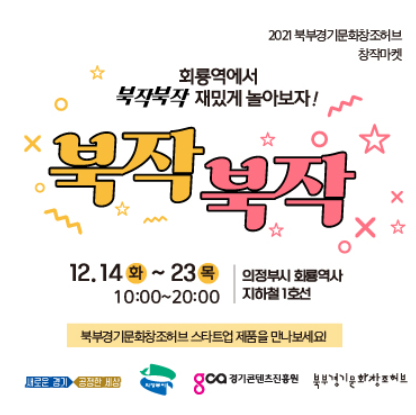 2021 북부경기문화창조허브
창작마켓
회룡역에서
북작북작 재밌게 놀아보자!
북작
북작
12.14 화 ~ 23 목
10:00~20:00
의정부시 회룡역사
지하철 1호선
북부경기문화창조허브 스타트업 제품을 만나보세요!
새로운 경기 공정한 세상
의정부시
gca 경기콘텐츠진흥원
북부경기문화창조허브